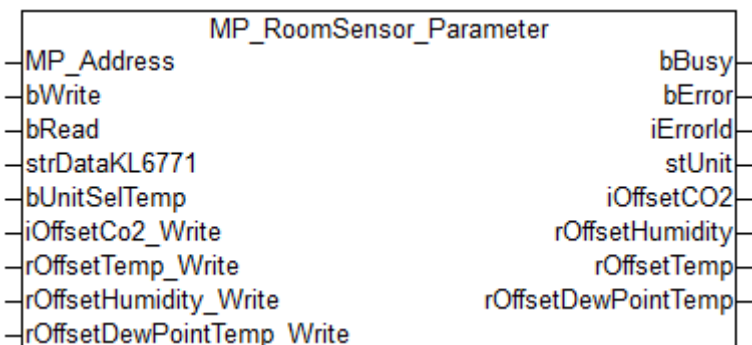 MP_RoomSensor_Parameter
MP_Address bBusy
bWrite bError
bRead iErrorId
strDataKL6771 stUnit
bUnitSelTemp iOffsetCO2
iOffsetCo2_Write rOffsetHumidity
rOffsetTemp_Write rOffsetTemp
rOffsetHumidity_Write rOffsetDewPointTemp
rOffsetDewPointTemp_Write